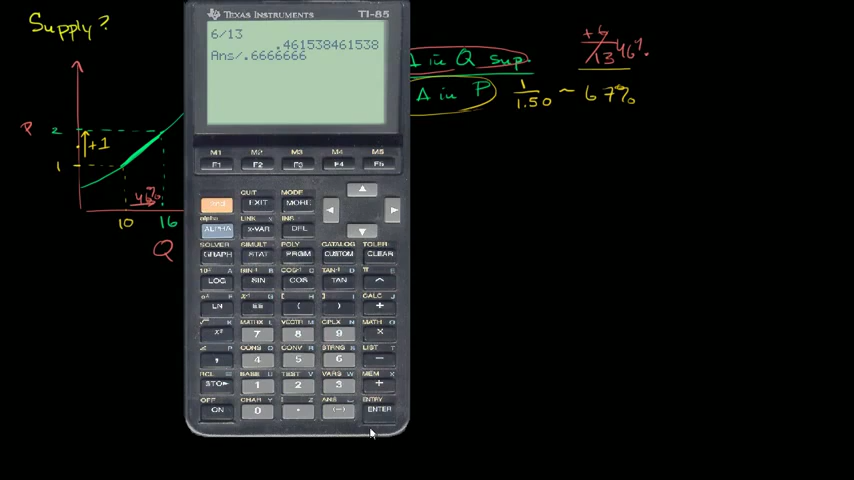 Supply?
TEXAS INSTRUMENTS TI-85
6/13
.461538461538
Ans/.6666666
Δ in Q sup.
+6
/13 46%
Δ in P
1/1.50 ~ 67%
P
2
+1
1
46%
10 16
Q
M1 M2 M3 M4 M5
F1 F2 F3 F4 F5
QUIT MODE
2nd EXIT MORE
alpha LINK x INS
ALPHA x-VAR DEL
SOLVER SIMULT POLY CATALOG TOLER
GRAPH STAT PRGM CUSTOM CLEAR
LOG SIN COS TAN ^
LN EE ( ) ÷
MATRX VECTR CPLX MATH
x² 7 8 9 ×
CONS CONV STRNG LIST
, 4 5 6 −
RCL BASE TEST VARS MEM
STO▸ 1 2 3 +
OFF CHAR ANS ENTRY
ON 0 . (−) ENTER